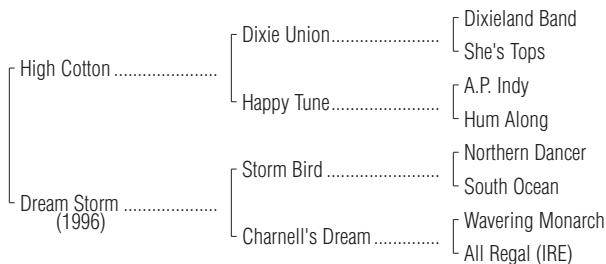 Dixieland Band
Dixie Union
She's Tops
High Cotton
A.P. Indy
Happy Tune
Hum Along
Northern Dancer
Storm Bird
South Ocean
Dream Storm
(1996)
Wavering Monarch
Charnell's Dream
All Regal (IRE)